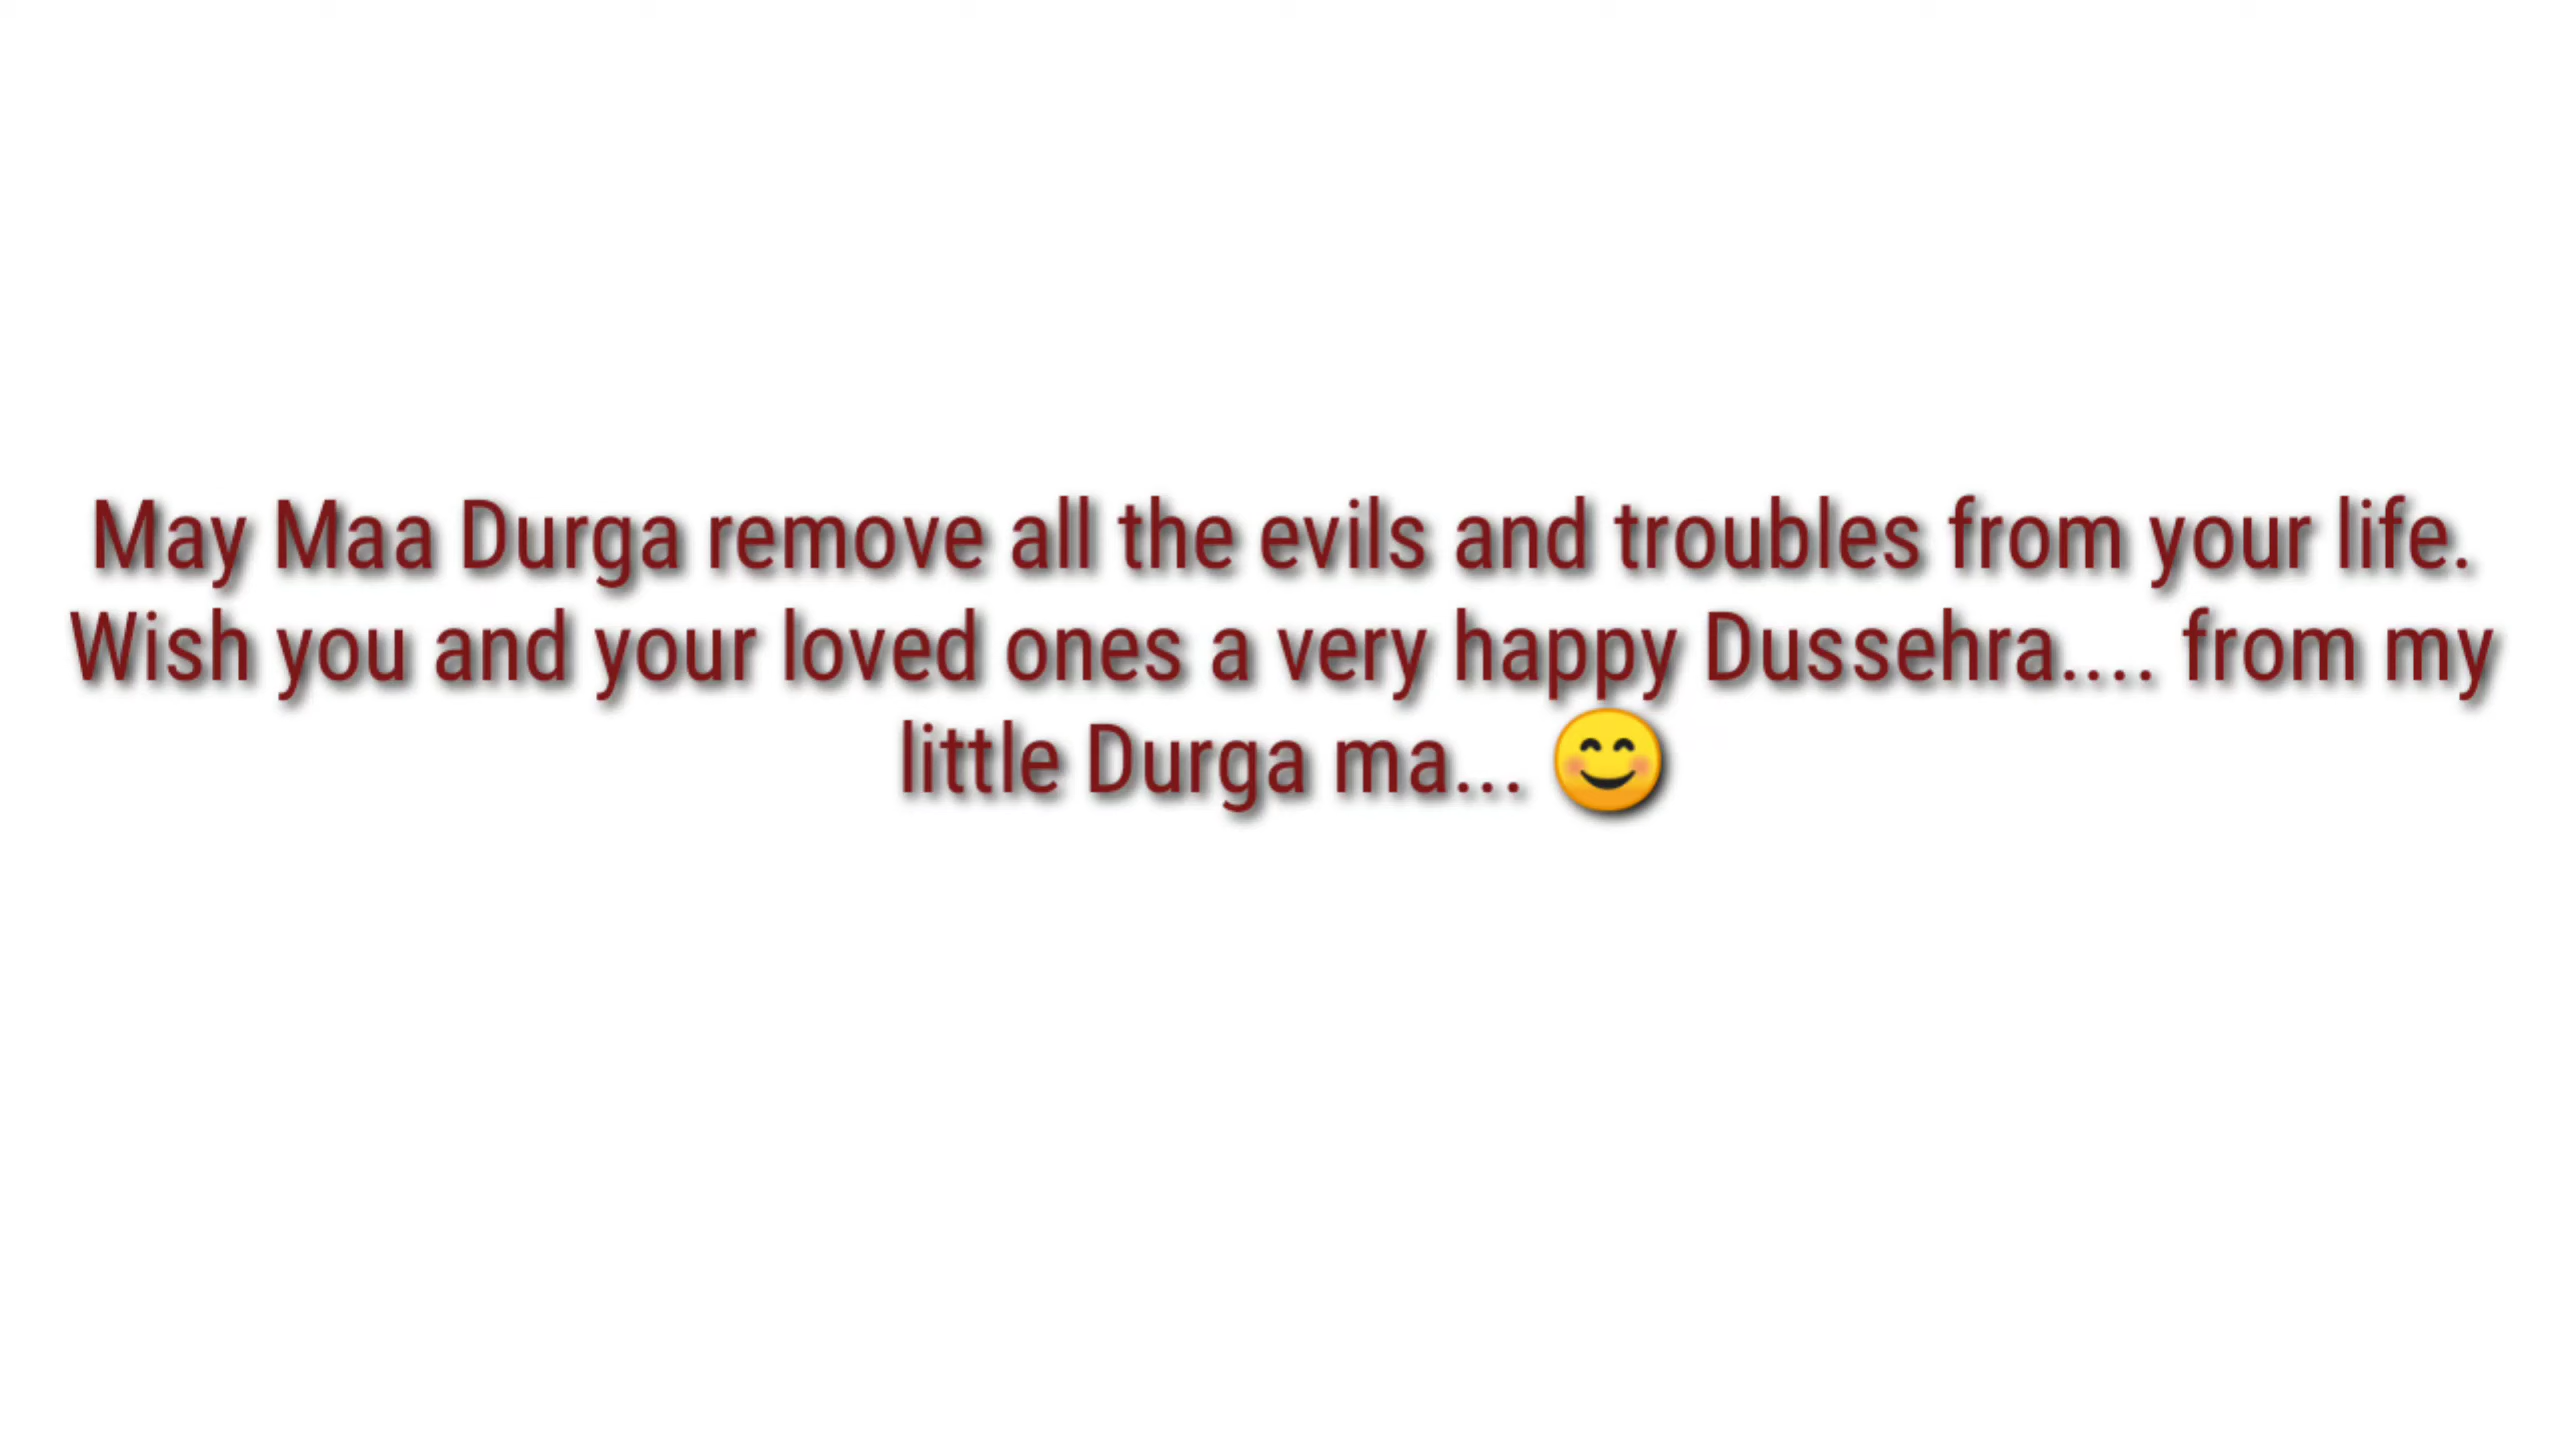 May Maa Durga remove all the evils and troubles from your life.
Wish you and your loved ones a very happy Dussehra.... from my
little Durga ma... 😊